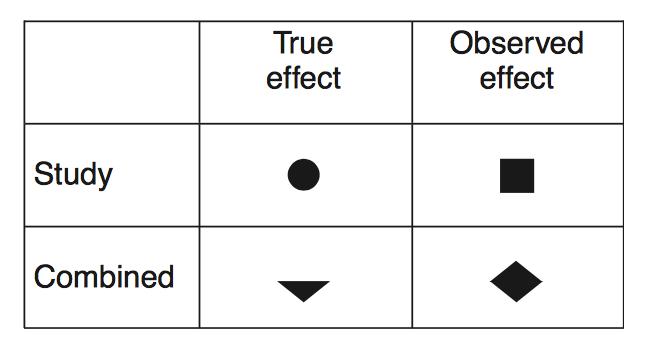 True
effect
Observed
effect
Study
Combined